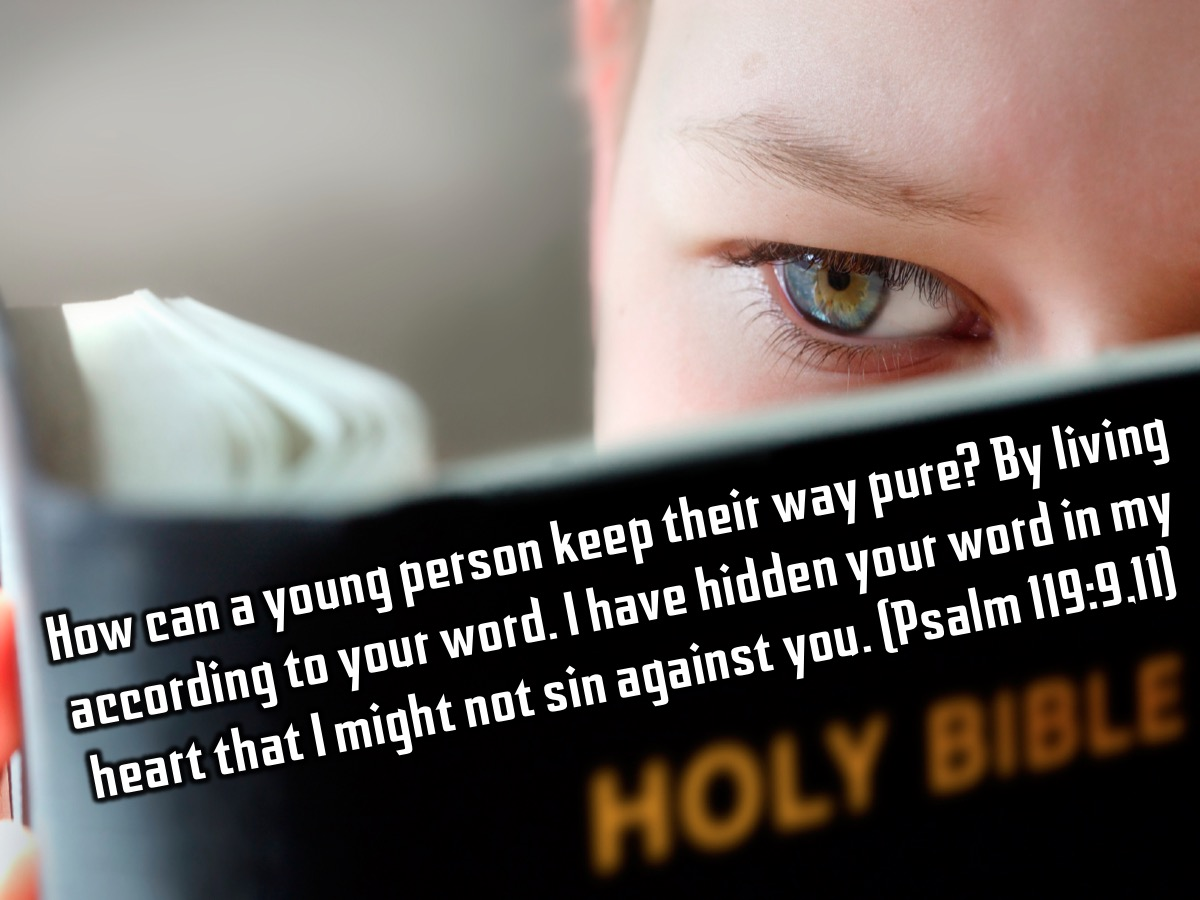 How can a young person keep their way pure? By living
according to your word. I have hidden your word in my
heart that I might not sin against you. (Psalm 119:9,11)
HOLY BIBLE